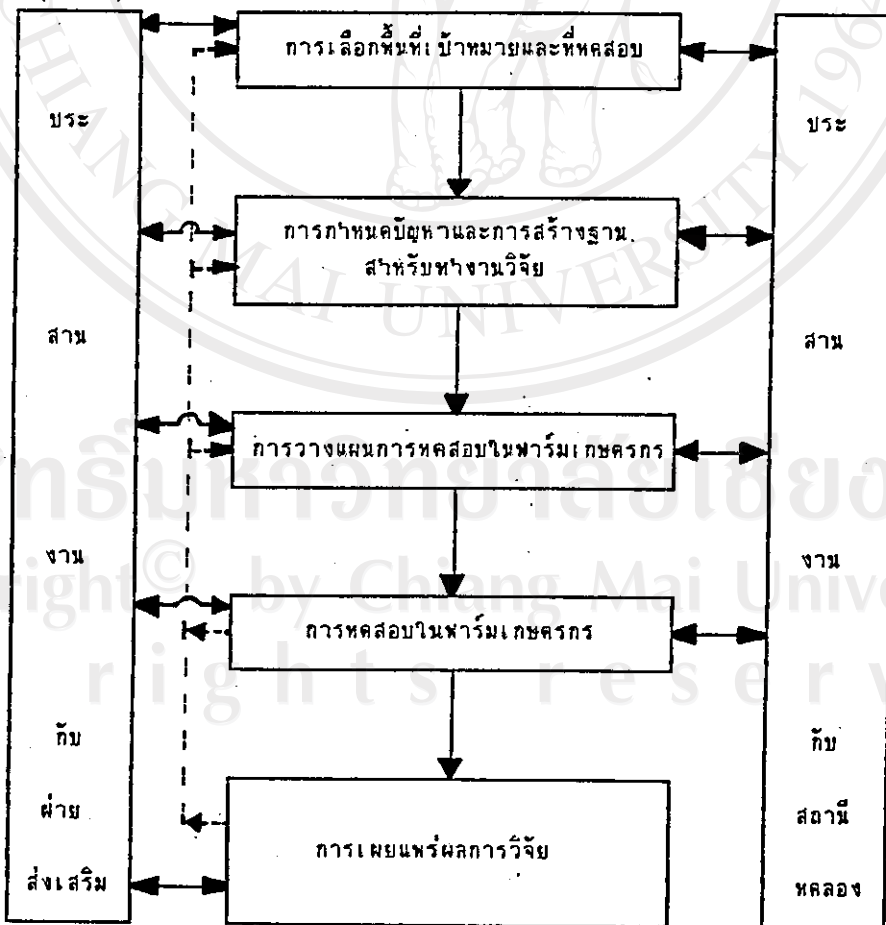 การเลือกพื้นที่เป้าหมายและที่ทดสอบ
การกำหนดปัญหาและการสร้างฐาน
สำหรับทำงานวิจัย
การวางแผนการทดสอบในฟาร์มเกษตรกร
การทดสอบในฟาร์มเกษตรกร
การเผยแพร่ผลการวิจัย
ประ
สาน
งาน
กับ
ฝ่าย
ส่งเสริม
ประ
สาน
งาน
กับ
สถานี
ทดลอง
CHIANG MAI UNIVERSITY 1964
by Chiang Mai
rights reserv